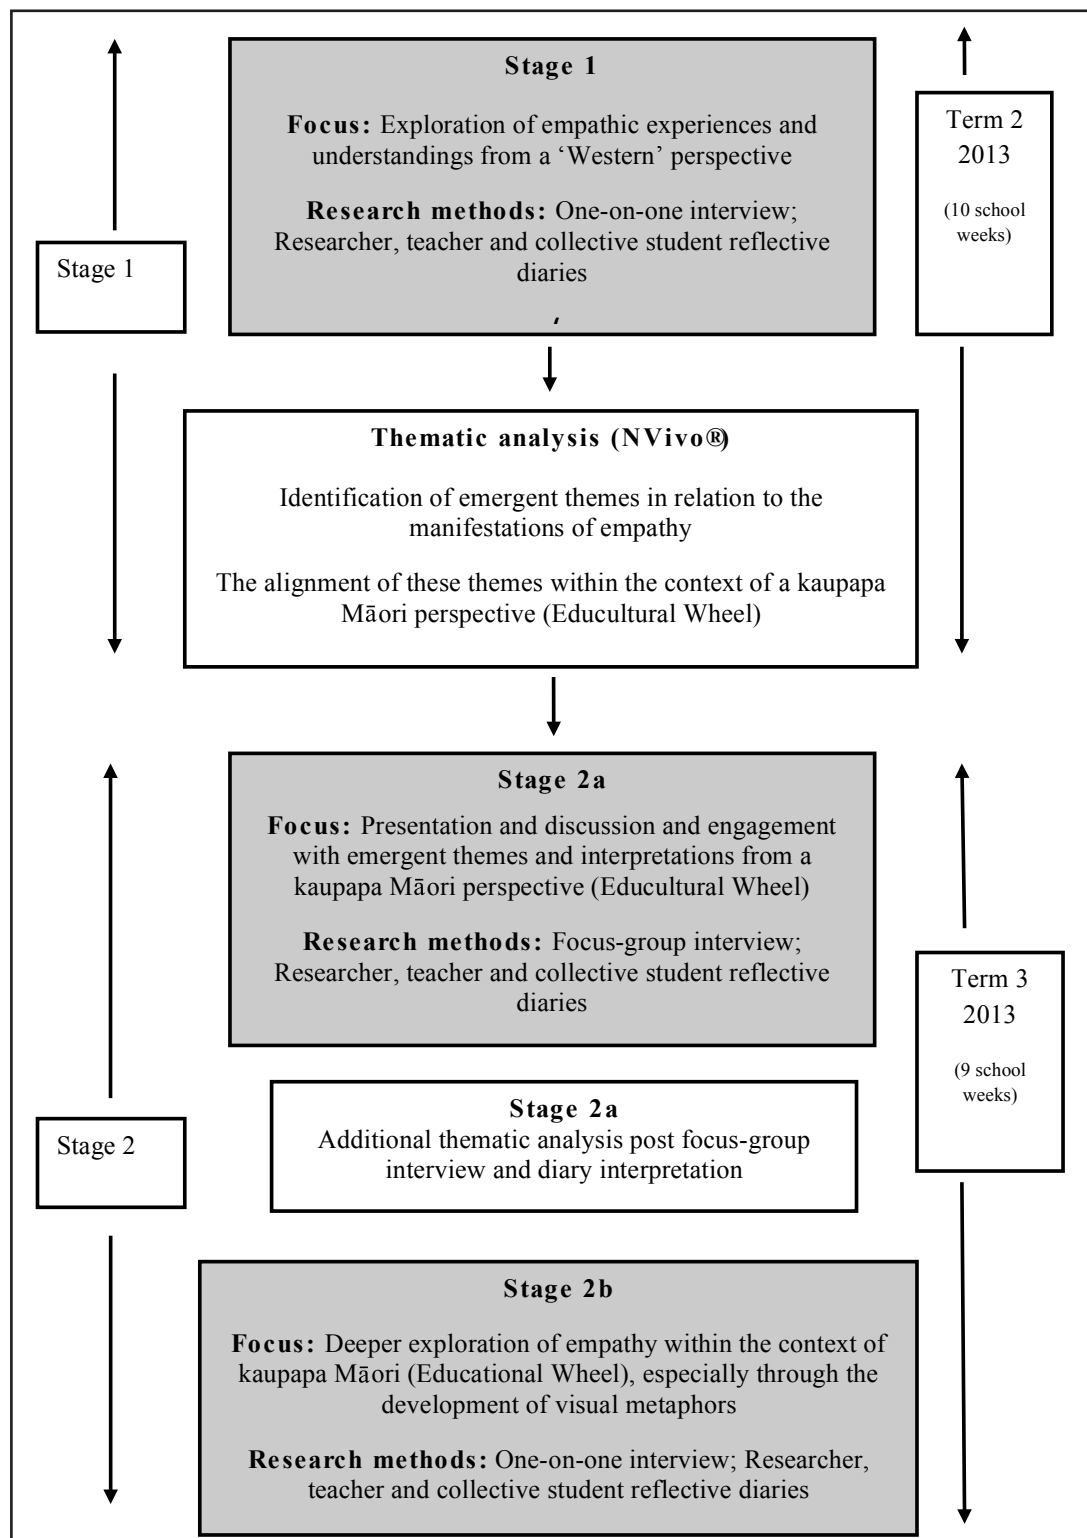 Stage 1
Focus: Exploration of empathic experiences and
understandings from a ‘Western’ perspective
Research methods: One-on-one interview;
Researcher, teacher and collective student reflective
diaries
,
Stage 1
Term 2
2013
(10 school
weeks)
Thematic analysis (NVivo®)
Identification of emergent themes in relation to the
manifestations of empathy
The alignment of these themes within the context of a kaupapa
Māori perspective (Educultural Wheel)
Stage 2a
Focus: Presentation and discussion and engagement
with emergent themes and interpretations from a
kaupapa Māori perspective (Educultural Wheel)
Research methods: Focus-group interview;
Researcher, teacher and collective student reflective
diaries
Term 3
2013
(9 school
weeks)
Stage 2
Stage 2a
Additional thematic analysis post focus-group
interview and diary interpretation
Stage 2b
Focus: Deeper exploration of empathy within the context of
kaupapa Māori (Educational Wheel), especially through the
development of visual metaphors
Research methods: One-on-one interview; Researcher,
teacher and collective student reflective diaries